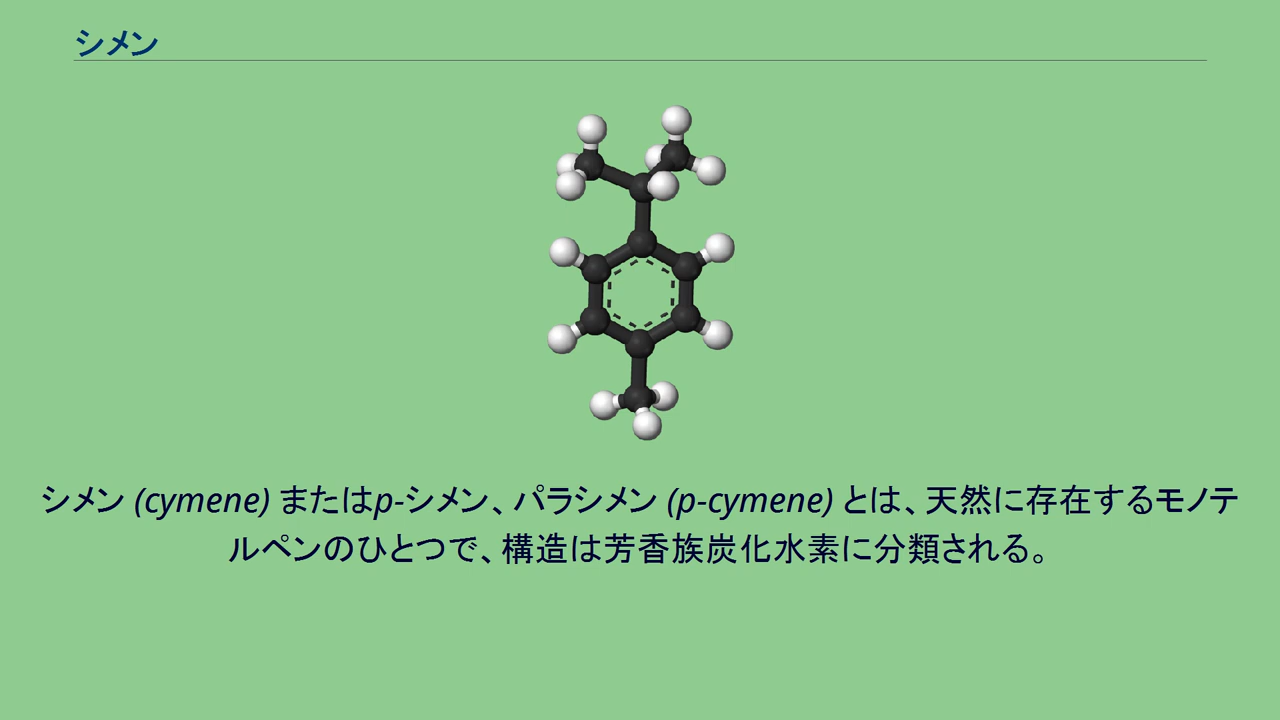 シメン
シメン (cymene) またはp-シメン、パラシメン (p-cymene) とは、天然に存在するモノテ
ルペンのひとつで、構造は芳香族炭化水素に分類される。